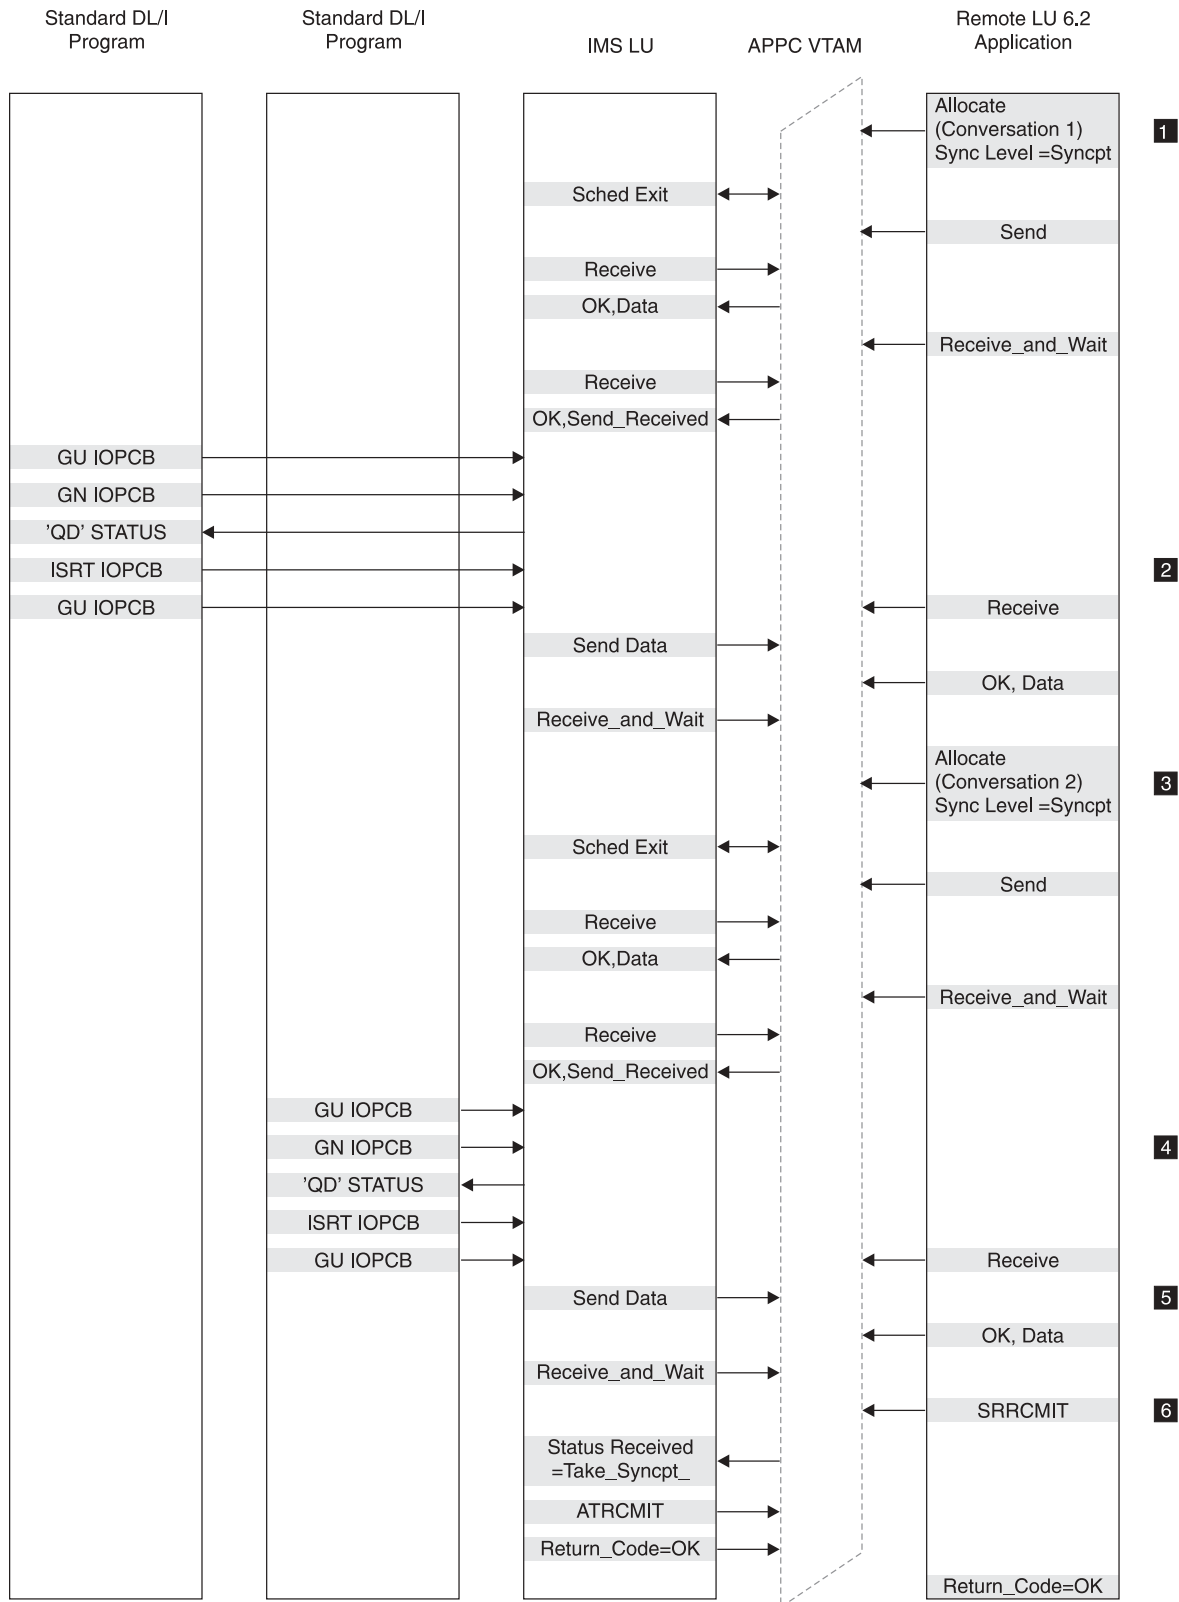 Standard DL/I
Program
Standard DL/I
Program
IMS LU
APPC VTAM
Remote LU 6.2
Application
Allocate
(Conversation 1)
Sync Level =Syncpt
1
Sched Exit
Send
Receive
OK,Data
Receive_and_Wait
Receive
OK,Send_Received
GU IOPCB
GN IOPCB
'QD' STATUS
ISRT IOPCB
2
GU IOPCB
Receive
Send Data
OK, Data
Receive_and_Wait
Allocate
(Conversation 2)
Sync Level =Syncpt
3
Sched Exit
Send
Receive
OK,Data
Receive_and_Wait
Receive
OK,Send_Received
GU IOPCB
GN IOPCB
4
'QD' STATUS
ISRT IOPCB
GU IOPCB
Receive
Send Data
5
OK, Data
Receive_and_Wait
SRRCMIT
6
Status Received
=Take_Syncpt_
ATRCMIT
Return_Code=OK
Return_Code=OK